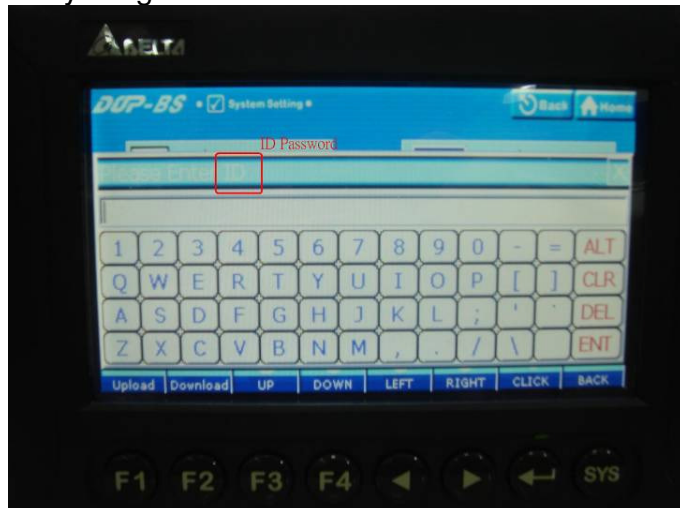 DELTA
DOP-BS • System Setting •
Back
Home
ID Password
Please Enter ID
X
1 2 3 4 5 6 7 8 9 0 - = ALT
Q W E R T Y U I O P [ ] CLR
A S D F G H J K L ; ' DEL
Z X C V B N M , . / \ ENT
Upload Download UP DOWN LEFT RIGHT CLICK BACK
F1 F2 F3 F4 SYS